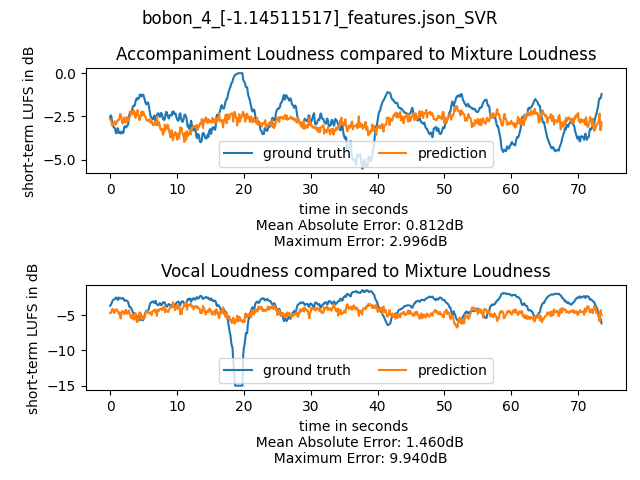 bobon_4_[-1.14511517]_features.json_SVR
Accompaniment Loudness compared to Mixture Loudness
short-term LUFS in dB
0.0
-2.5
-5.0
ground truth prediction
0 10 20 30 40 50 60 70
time in seconds
Mean Absolute Error: 0.812dB
Maximum Error: 2.996dB
Vocal Loudness compared to Mixture Loudness
short-term LUFS in dB
-5
-10
-15
ground truth prediction
0 10 20 30 40 50 60 70
time in seconds
Mean Absolute Error: 1.460dB
Maximum Error: 9.940dB